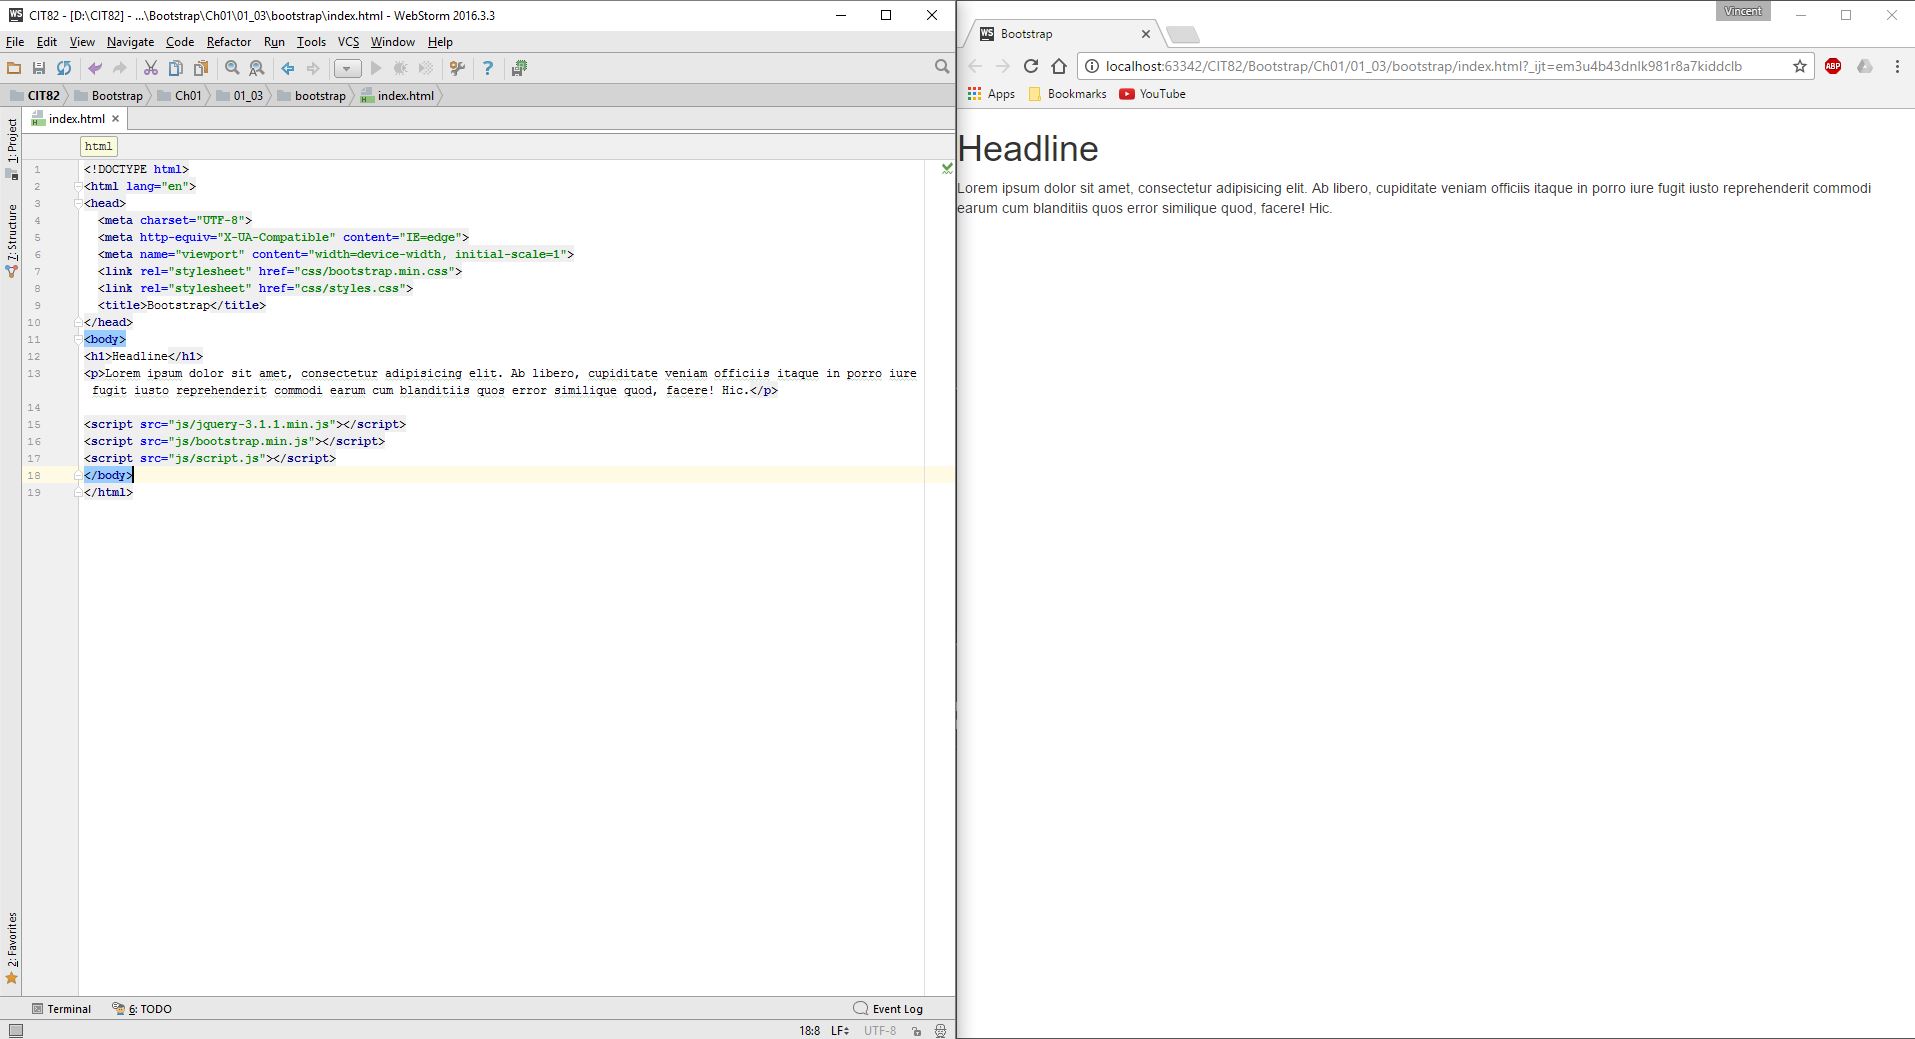 WS CIT82 - [D:\CIT82] - ...\Bootstrap\Ch01\01_03\bootstrap\index.html - WebStorm 2016.3.3
File Edit View Navigate Code Refactor Run Tools VCS Window Help
CIT82 Bootstrap Ch01 01_03 bootstrap index.html
index.html
html
1: Project
7: Structure
2: Favorites
1 <!DOCTYPE html>
2 <html lang="en">
3 <head>
4 <meta charset="UTF-8">
5 <meta http-equiv="X-UA-Compatible" content="IE=edge">
6 <meta name="viewport" content="width=device-width, initial-scale=1">
7 <link rel="stylesheet" href="css/bootstrap.min.css">
8 <link rel="stylesheet" href="css/styles.css">
9 <title>Bootstrap</title>
10 </head>
11 <body>
12 <h1>Headline</h1>
13 <p>Lorem ipsum dolor sit amet, consectetur adipisicing elit. Ab libero, cupiditate veniam officiis itaque in porro iure
fugit iusto reprehenderit commodi earum cum blanditiis quos error similique quod, facere! Hic.</p>
14
15 <script src="js/jquery-3.1.1.min.js"></script>
16 <script src="js/bootstrap.min.js"></script>
17 <script src="js/script.js"></script>
18 </body>
19 </html>
Terminal 6: TODO Event Log
18:8 LF UTF-8
Vincent
WS Bootstrap
localhost:63342/CIT82/Bootstrap/Ch01/01_03/bootstrap/index.html?_ijt=em3u4b43dnlk981r8a7kiddclb
ABP
Apps Bookmarks YouTube
Headline
Lorem ipsum dolor sit amet, consectetur adipisicing elit. Ab libero, cupiditate veniam officiis itaque in porro iure fugit iusto reprehenderit commodi
earum cum blanditiis quos error similique quod, facere! Hic.